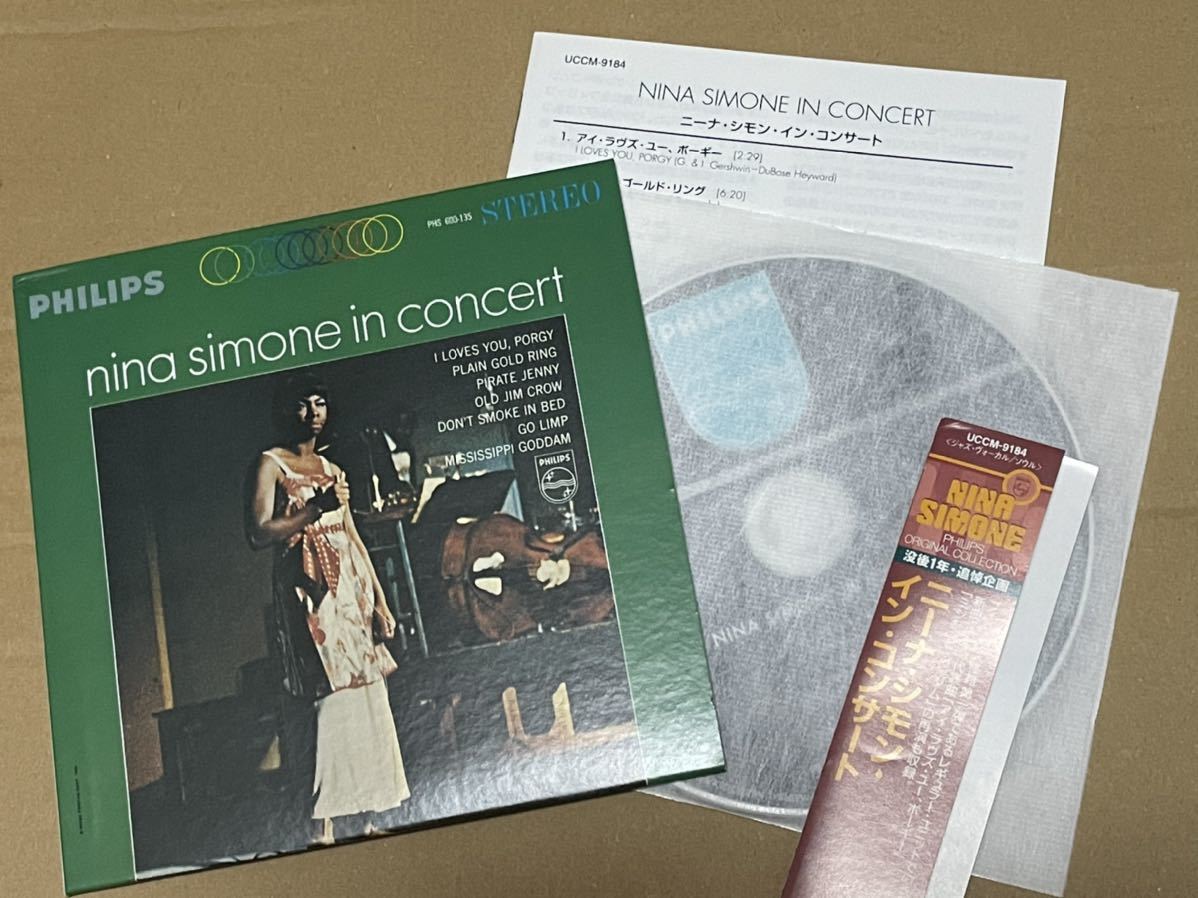 PHILIPS
PHS 600-135 STEREO
nina simone in concert
I LOVES YOU, PORGY
PLAIN GOLD RING
PIRATE JENNY
OLD JIM CROW
DON'T SMOKE IN BED
GO LIMP
MISSISSIPPI GODDAM
PHILIPS
UCCM-9184
NINA SIMONE IN CONCERT
ニーナ・シモン・イン・コンサート
1. アイ・ラヴズ・ユー、ポーギー [2:29]
I LOVES YOU, PORGY (G. & I. Gershwin–DuBose Heyward)
ゴールド・リング [6:20]
PHILIPS
NINA
UCCM-9184
<ジャズ・ヴォーカル/ソウル>
NINA
SIMONE
PHILIPS
ORIGINAL COLLECTION
没後1年・追悼企画
ニーナ・シモン・
イン・コンサート